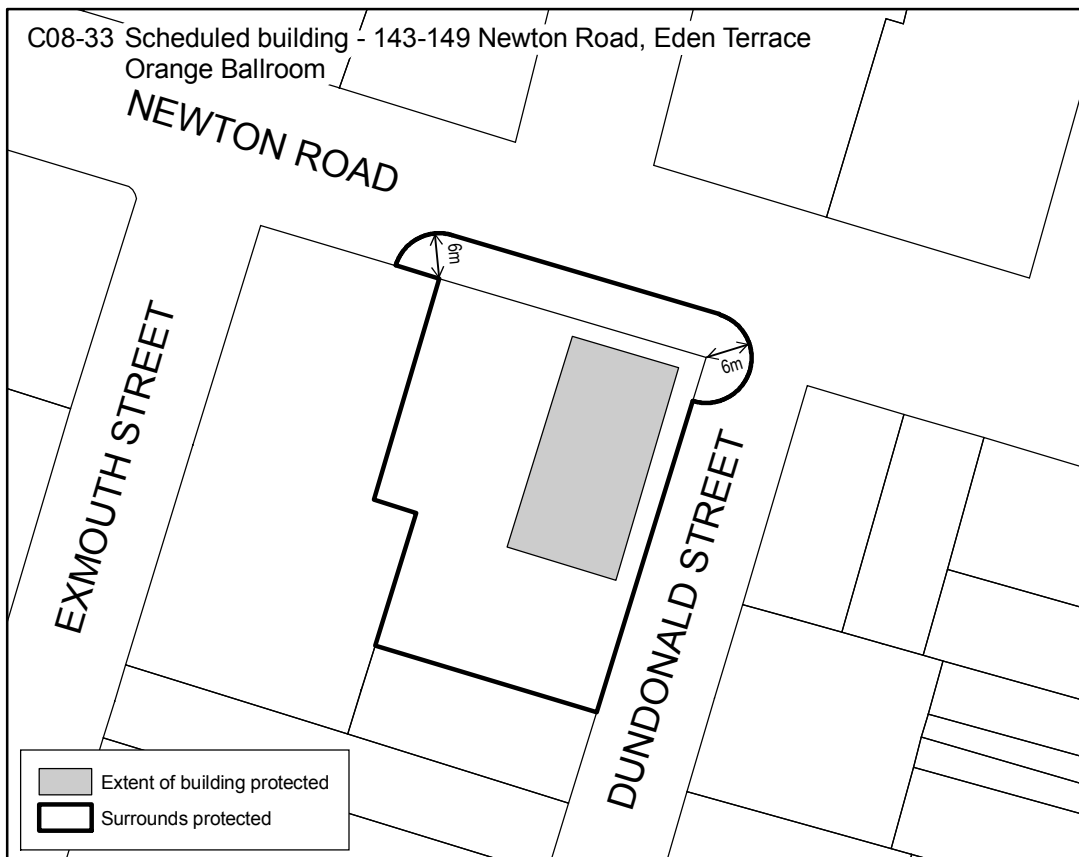 C08-33 Scheduled building - 143-149 Newton Road, Eden Terrace
Orange Ballroom
NEWTON ROAD
6m
6m
EXMOUTH STREET
DUNDONALD STREET
Extent of building protected
Surrounds protected